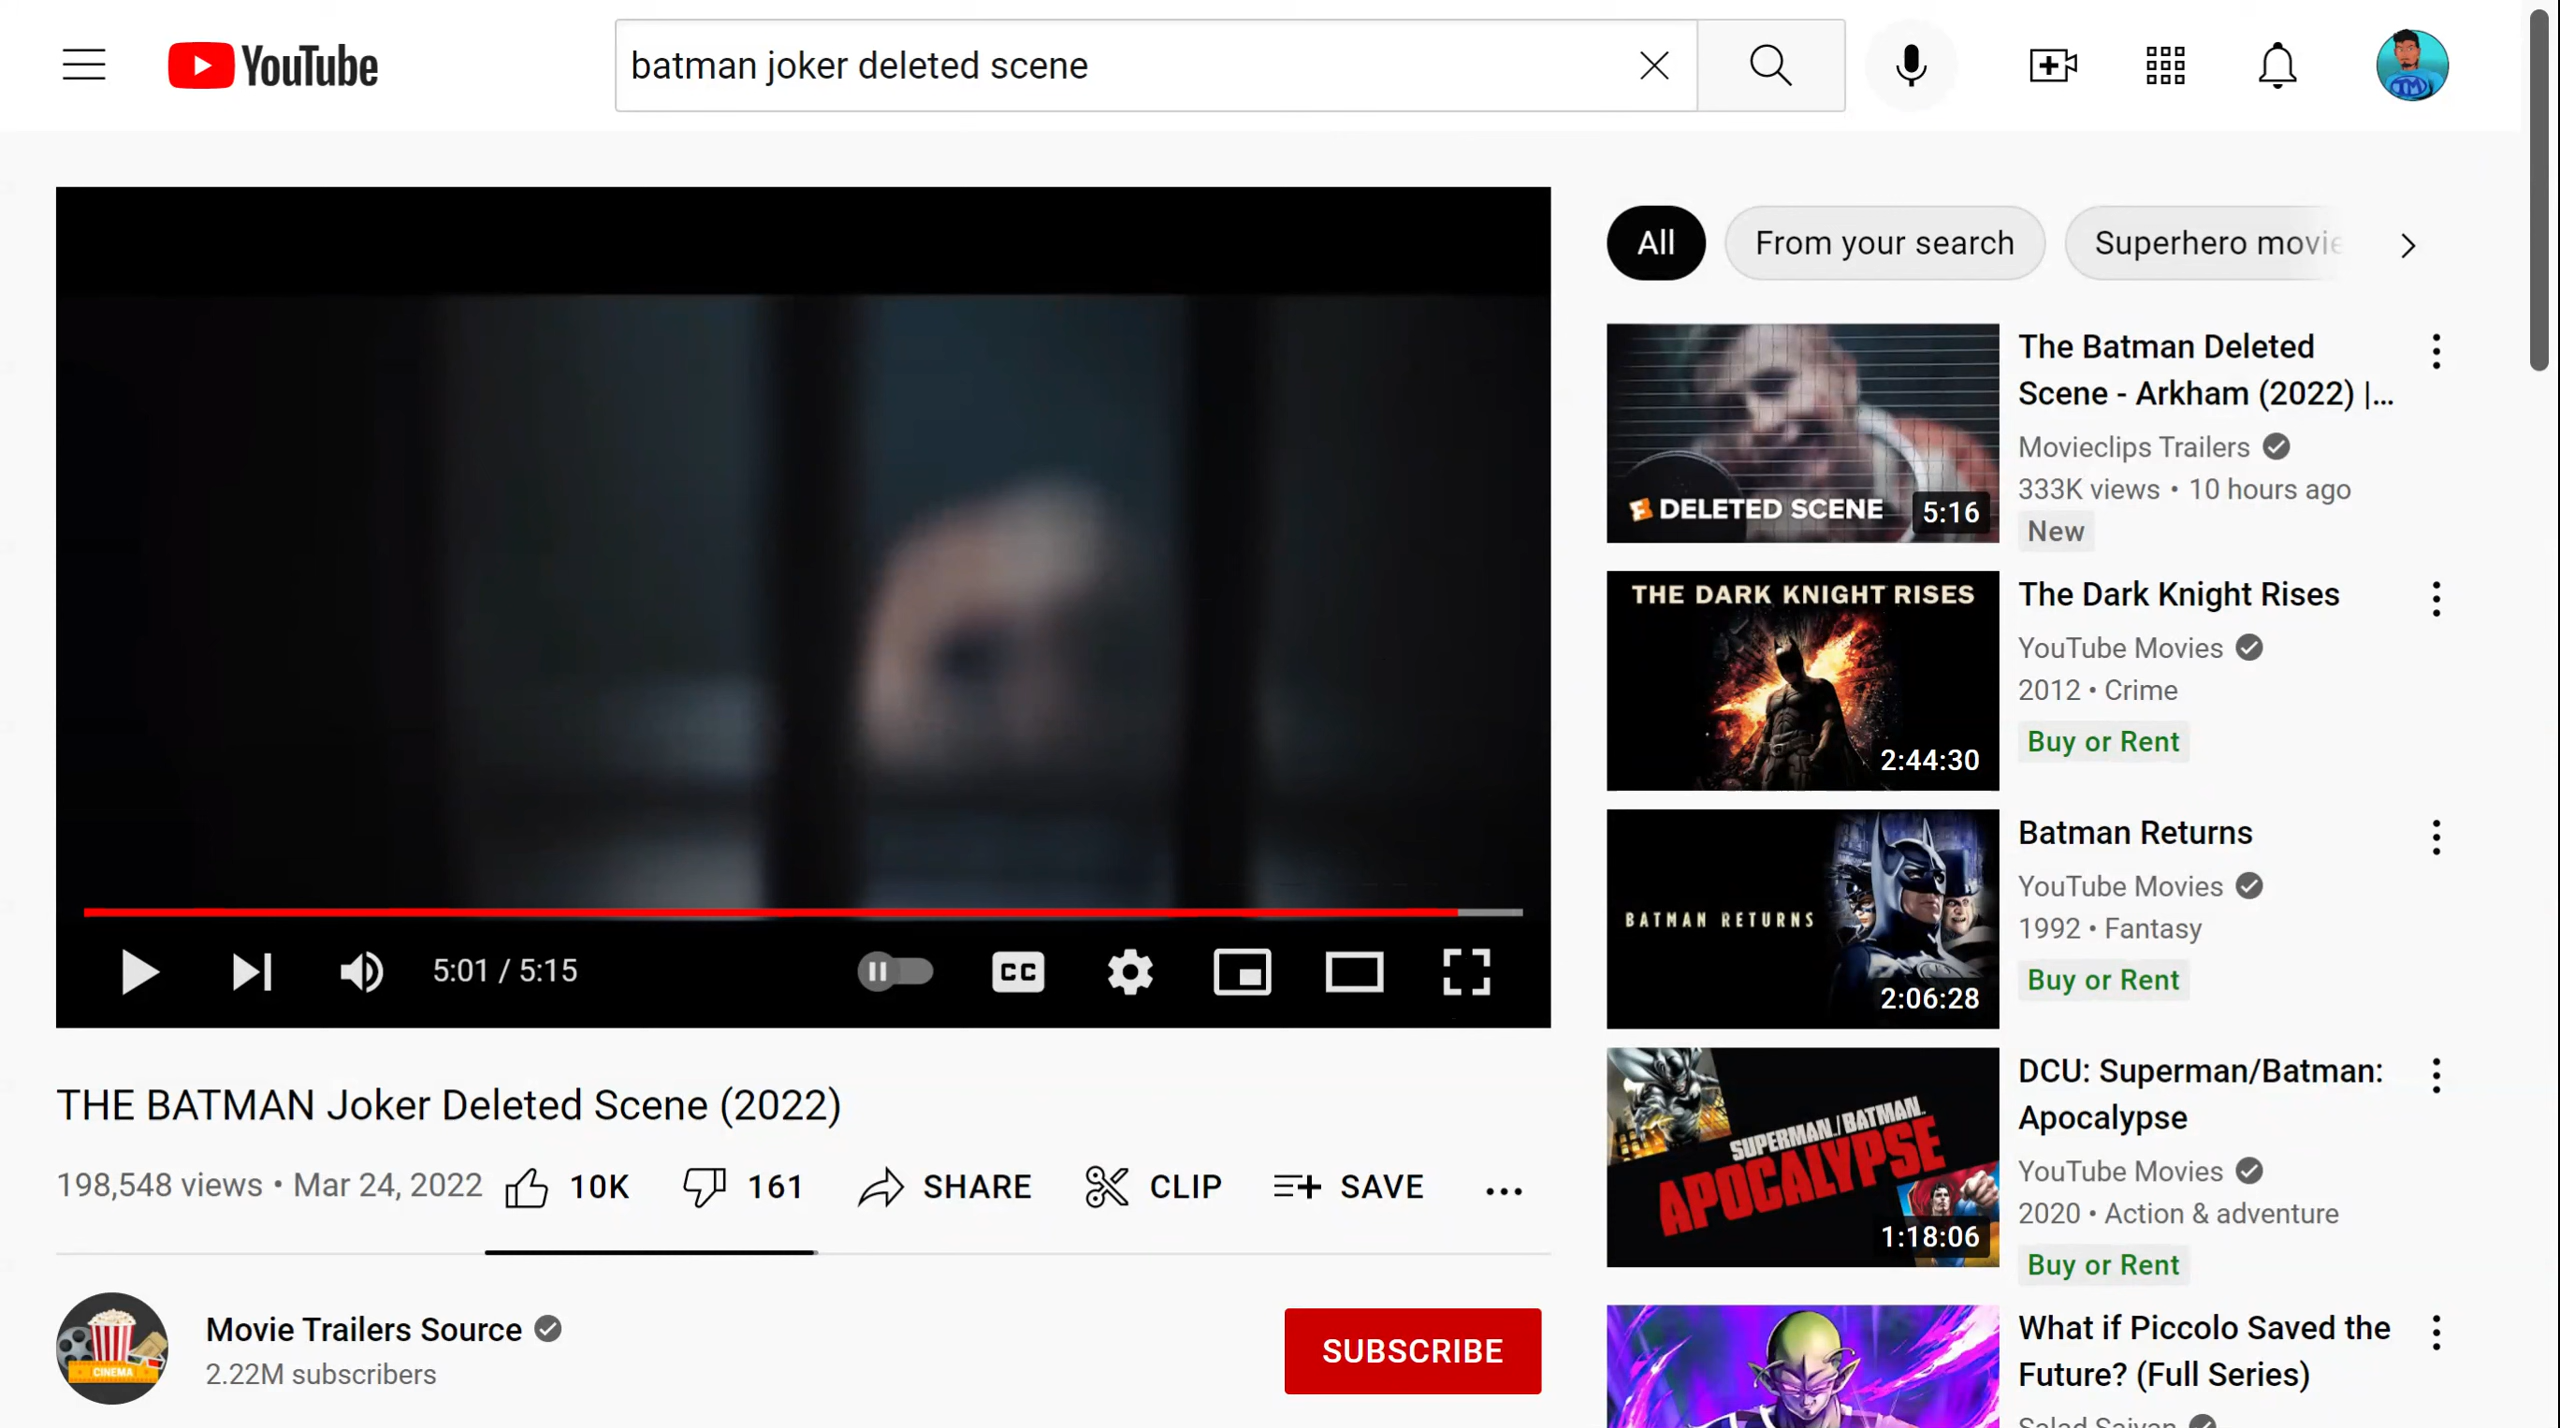 YouTube
batman joker deleted scene
All
From your search
Superhero movie
5:01 / 5:15
CC
THE BATMAN Joker Deleted Scene (2022)
198,548 views • Mar 24, 2022
10K
161
SHARE
CLIP
SAVE
CINEMA
Movie Trailers Source
2.22M subscribers
SUBSCRIBE
DELETED SCENE
5:16
The Batman Deleted
Scene - Arkham (2022) |...
Movieclips Trailers
333K views • 10 hours ago
New
THE DARK KNIGHT RISES
2:44:30
The Dark Knight Rises
YouTube Movies
2012 • Crime
Buy or Rent
BATMAN RETURNS
2:06:28
Batman Returns
YouTube Movies
1992 • Fantasy
Buy or Rent
SUPERMAN/BATMAN
APOCALYPSE
1:18:06
DCU: Superman/Batman:
Apocalypse
YouTube Movies
2020 • Action & adventure
Buy or Rent
What if Piccolo Saved the
Future? (Full Series)
Salad Saiyan